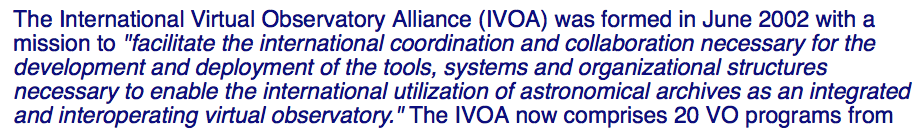 The International Virtual Observatory Alliance (IVOA) was formed in June 2002 with a
mission to "facilitate the international coordination and collaboration necessary for the
development and deployment of the tools, systems and organizational structures
necessary to enable the international utilization of astronomical archives as an integrated
and interoperating virtual observatory." The IVOA now comprises 20 VO programs from